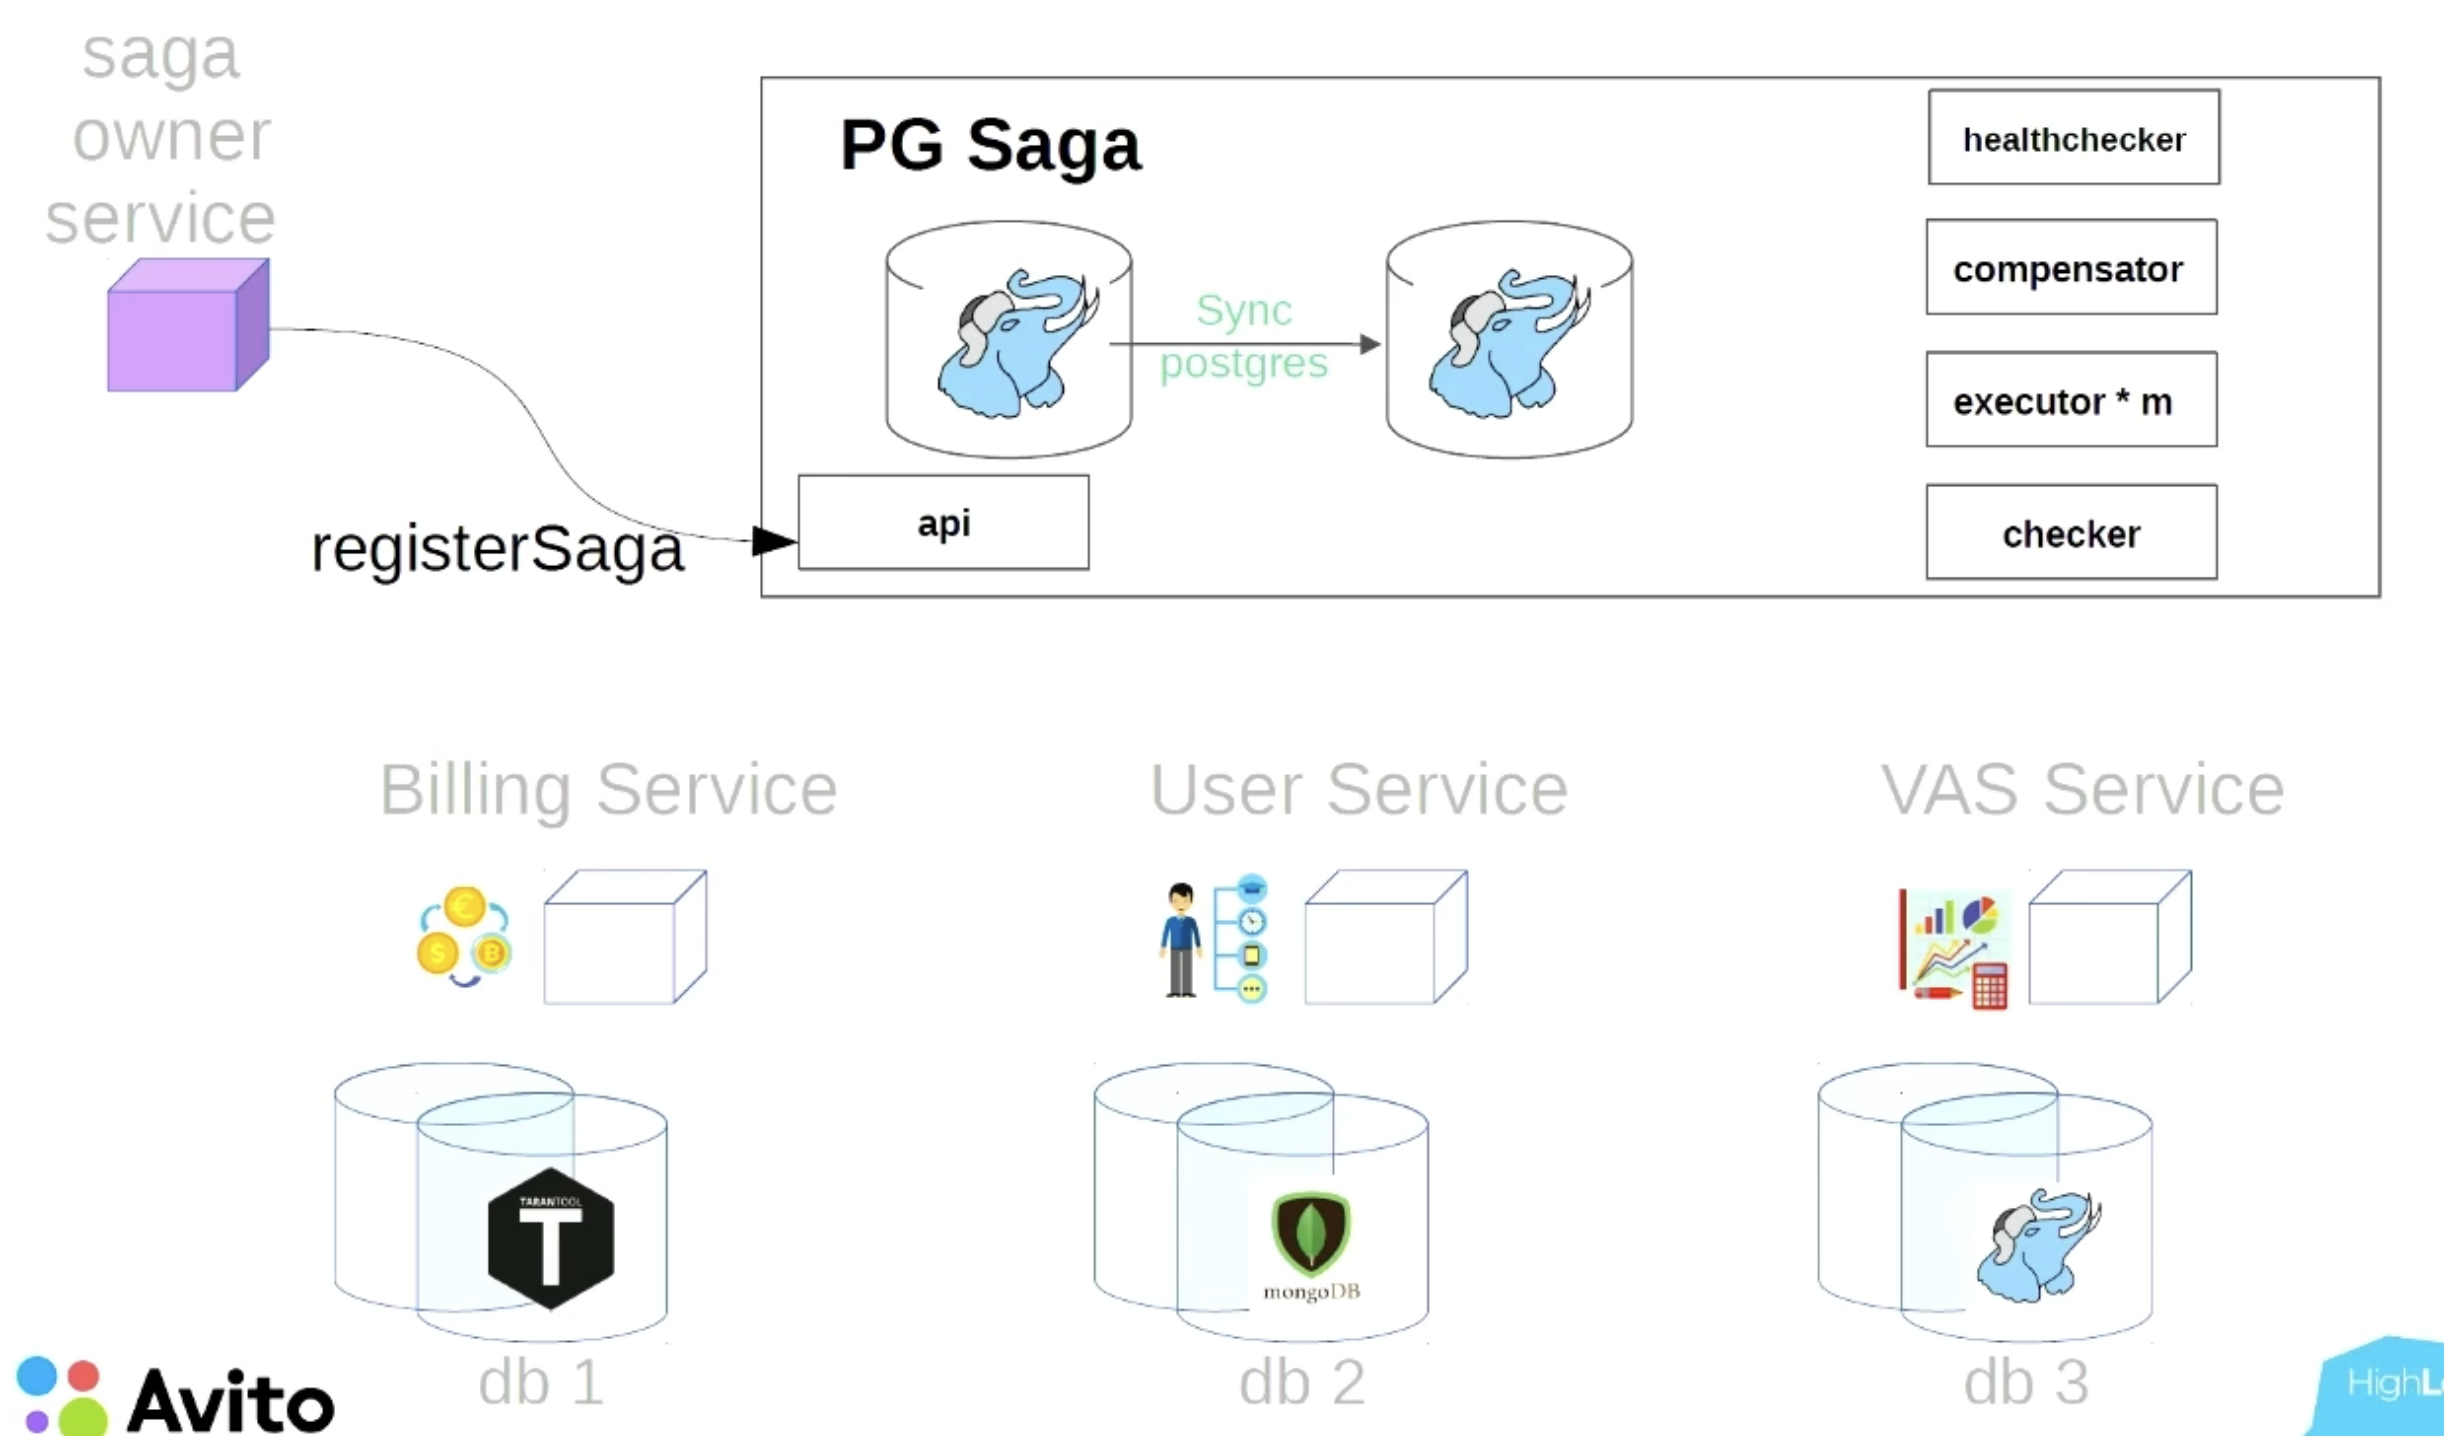 saga
owner
service
PG Saga
healthchecker
compensator
Sync
postgres
executor * m
api
checker
registerSaga
Billing Service
User Service
VAS Service
TARANTOOL
T
mongoDB
db 1
db 2
db 3
Avito